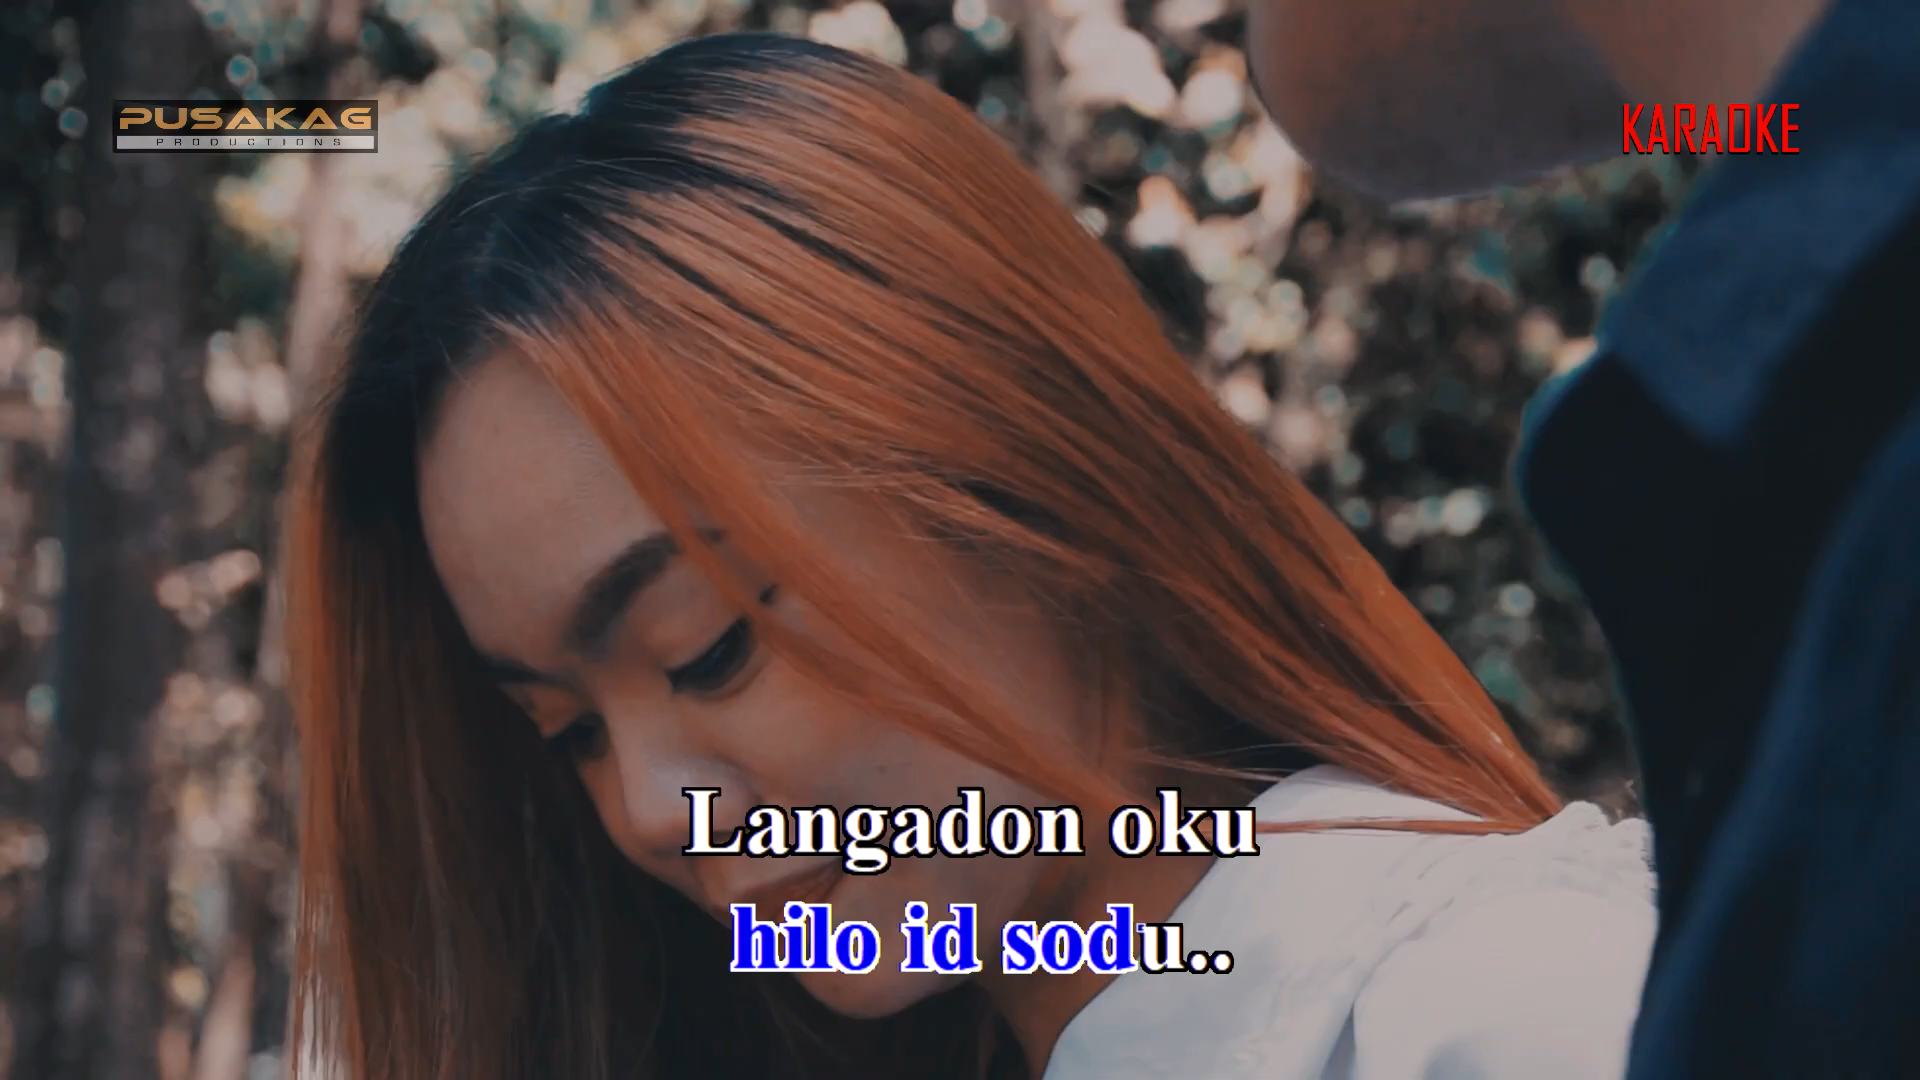 PUSAKAG
PRODUCTIONS
KARAOKE
Langadon oku
hilo id sodu..